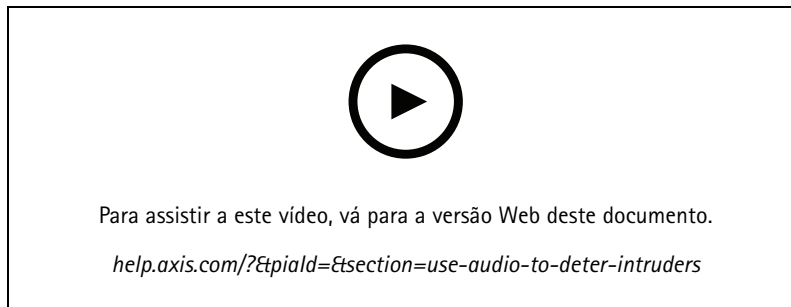 Para assistir a este vídeo, vá para a versão Web deste documento.
help.axis.com/?&piaId=&section=use-audio-to-deter-intruders